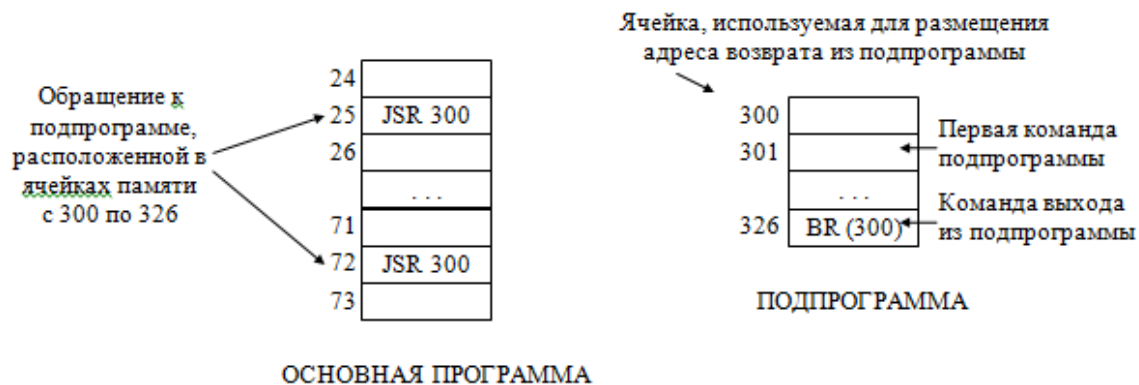 Обращение к
подпрограмме,
расположенной в
ячейках памяти
с 300 по 326
24
25 JSR 300
26
. . .
71
72 JSR 300
73
ОСНОВНАЯ ПРОГРАММА
Ячейка, используемая для размещения
адреса возврата из подпрограммы
300
301
. . .
326 BR (300)
Первая команда
подпрограммы
Команда выхода
из подпрограммы
ПОДПРОГРАММА